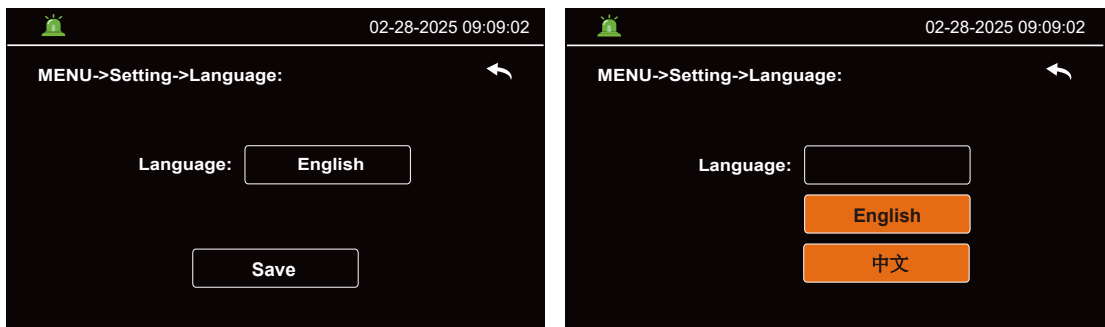 02-28-2025 09:09:02
MENU->Setting->Language:
Language: English
Save
02-28-2025 09:09:02
MENU->Setting->Language:
Language:
English
中文